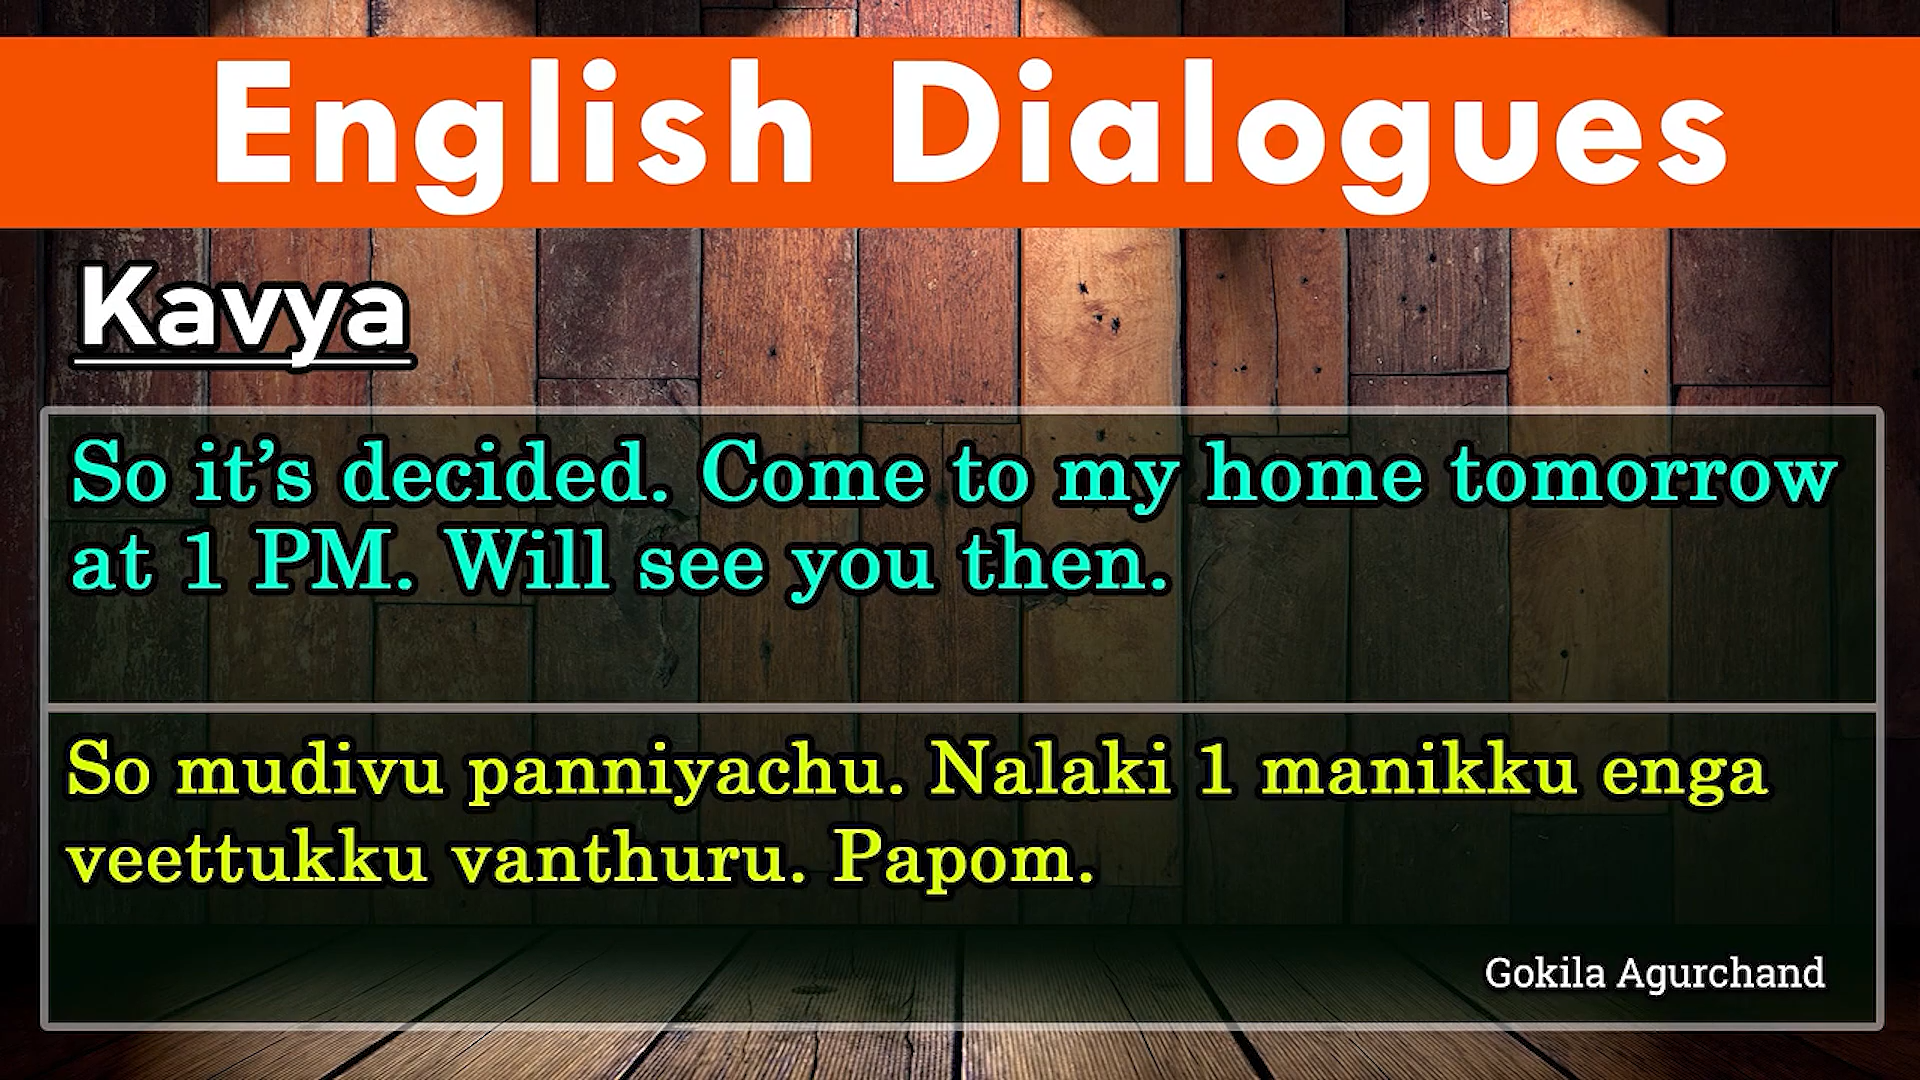 English Dialogues
Kavya
So it’s decided. Come to my home tomorrow
at 1 PM. Will see you then.
So mudivu panniyachu. Nalaki 1 manikku enga
veettukku vanthuru. Papom.
Gokila Agurchand